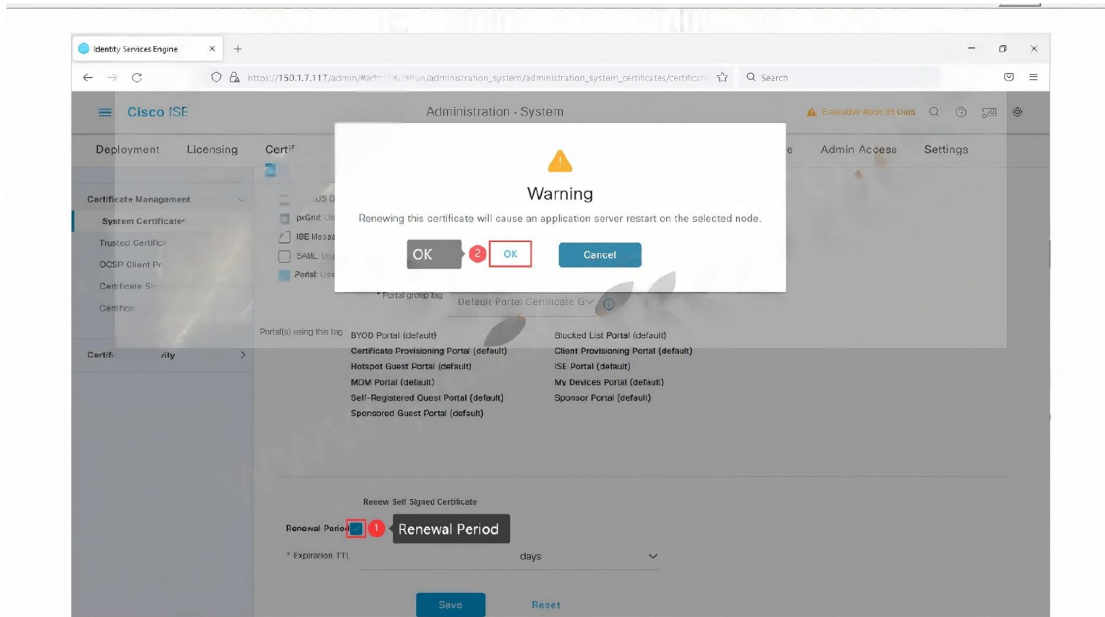 Identity Services Engine × +
https://150.1.7.117/admin/#administration/administration_system/administration_system_certificates/certificate Search
Cisco ISE Administration · System Evaluation Mode Days
Deployment Licensing Admin Access Settings
Warning
Renewing this certificate will cause an application server restart on the selected node.
OK 2 OK Cancel
Certificate Management
System Certificates
Trusted Certific
OCSP Client Pr
Certificate Si
Certific
pxGrid: Use
ISE Messa
SAML: Use
Portal: Use
* Portal group tag Default Portal Certificate G
Portal(s) using this tag
BYOD Portal (default) Blocked List Portal (default)
Certificate Provisioning Portal (default) Client Provisioning Portal (default)
Hotspot Guest Portal (default) ISE Portal (default)
MDM Portal (default) My Devices Portal (default)
Self-Registered Guest Portal (default) Sponsor Portal (default)
Sponsored Guest Portal (default)
Renew Self Signed Certificate
Renewal Period 1 Renewal Period
* Expiration TTL days
Save Reset